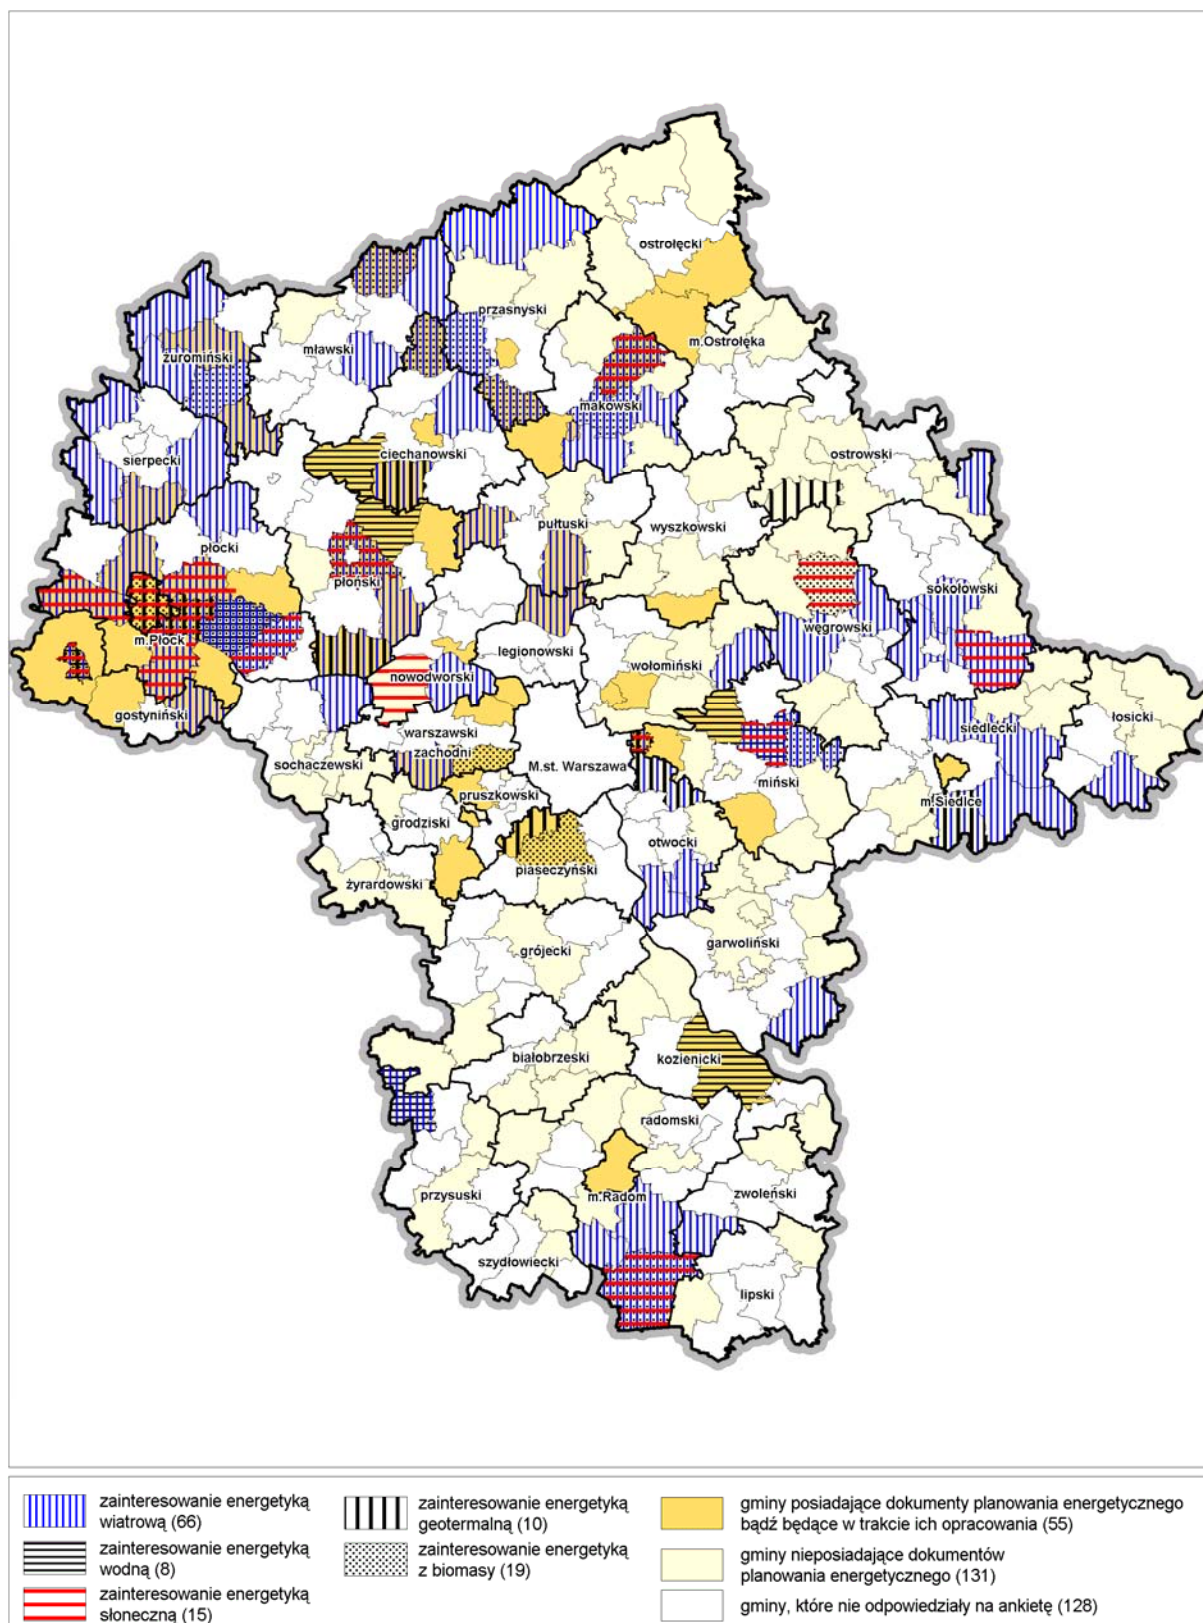 ostrołęcki
przasnyski
m.Ostrołęka
żuromiński
mławski
makowski
sierpecki
ciechanowski
ostrowski
płocki
pułtuski
wyszkowski
płoński
sokołowski
m.Płock
węgrowski
legionowski
wołomiński
nowodworski
gostyniński
łosicki
siedlecki
warszawski
zachodni
sochaczewski
M.st. Warszawa
miński
pruszkowski
m.Siedlce
grodziski
otwocki
piaseczyński
żyrardowski
garwoliński
grójecki
białobrzeski
kozienicki
radomski
przysuski
m.Radom
zwoleński
szydłowiecki
lipski
zainteresowanie energetyką
wiatrową (66)
zainteresowanie energetyką
wodną (8)
zainteresowanie energetyką
słoneczną (15)
zainteresowanie energetyką
geotermalną (10)
zainteresowanie energetyką
z biomasy (19)
gminy posiadające dokumenty planowania energetycznego
bądź będące w trakcie ich opracowania (55)
gminy nieposiadające dokumentów
planowania energetycznego (131)
gminy, które nie odpowiedziały na ankietę (128)